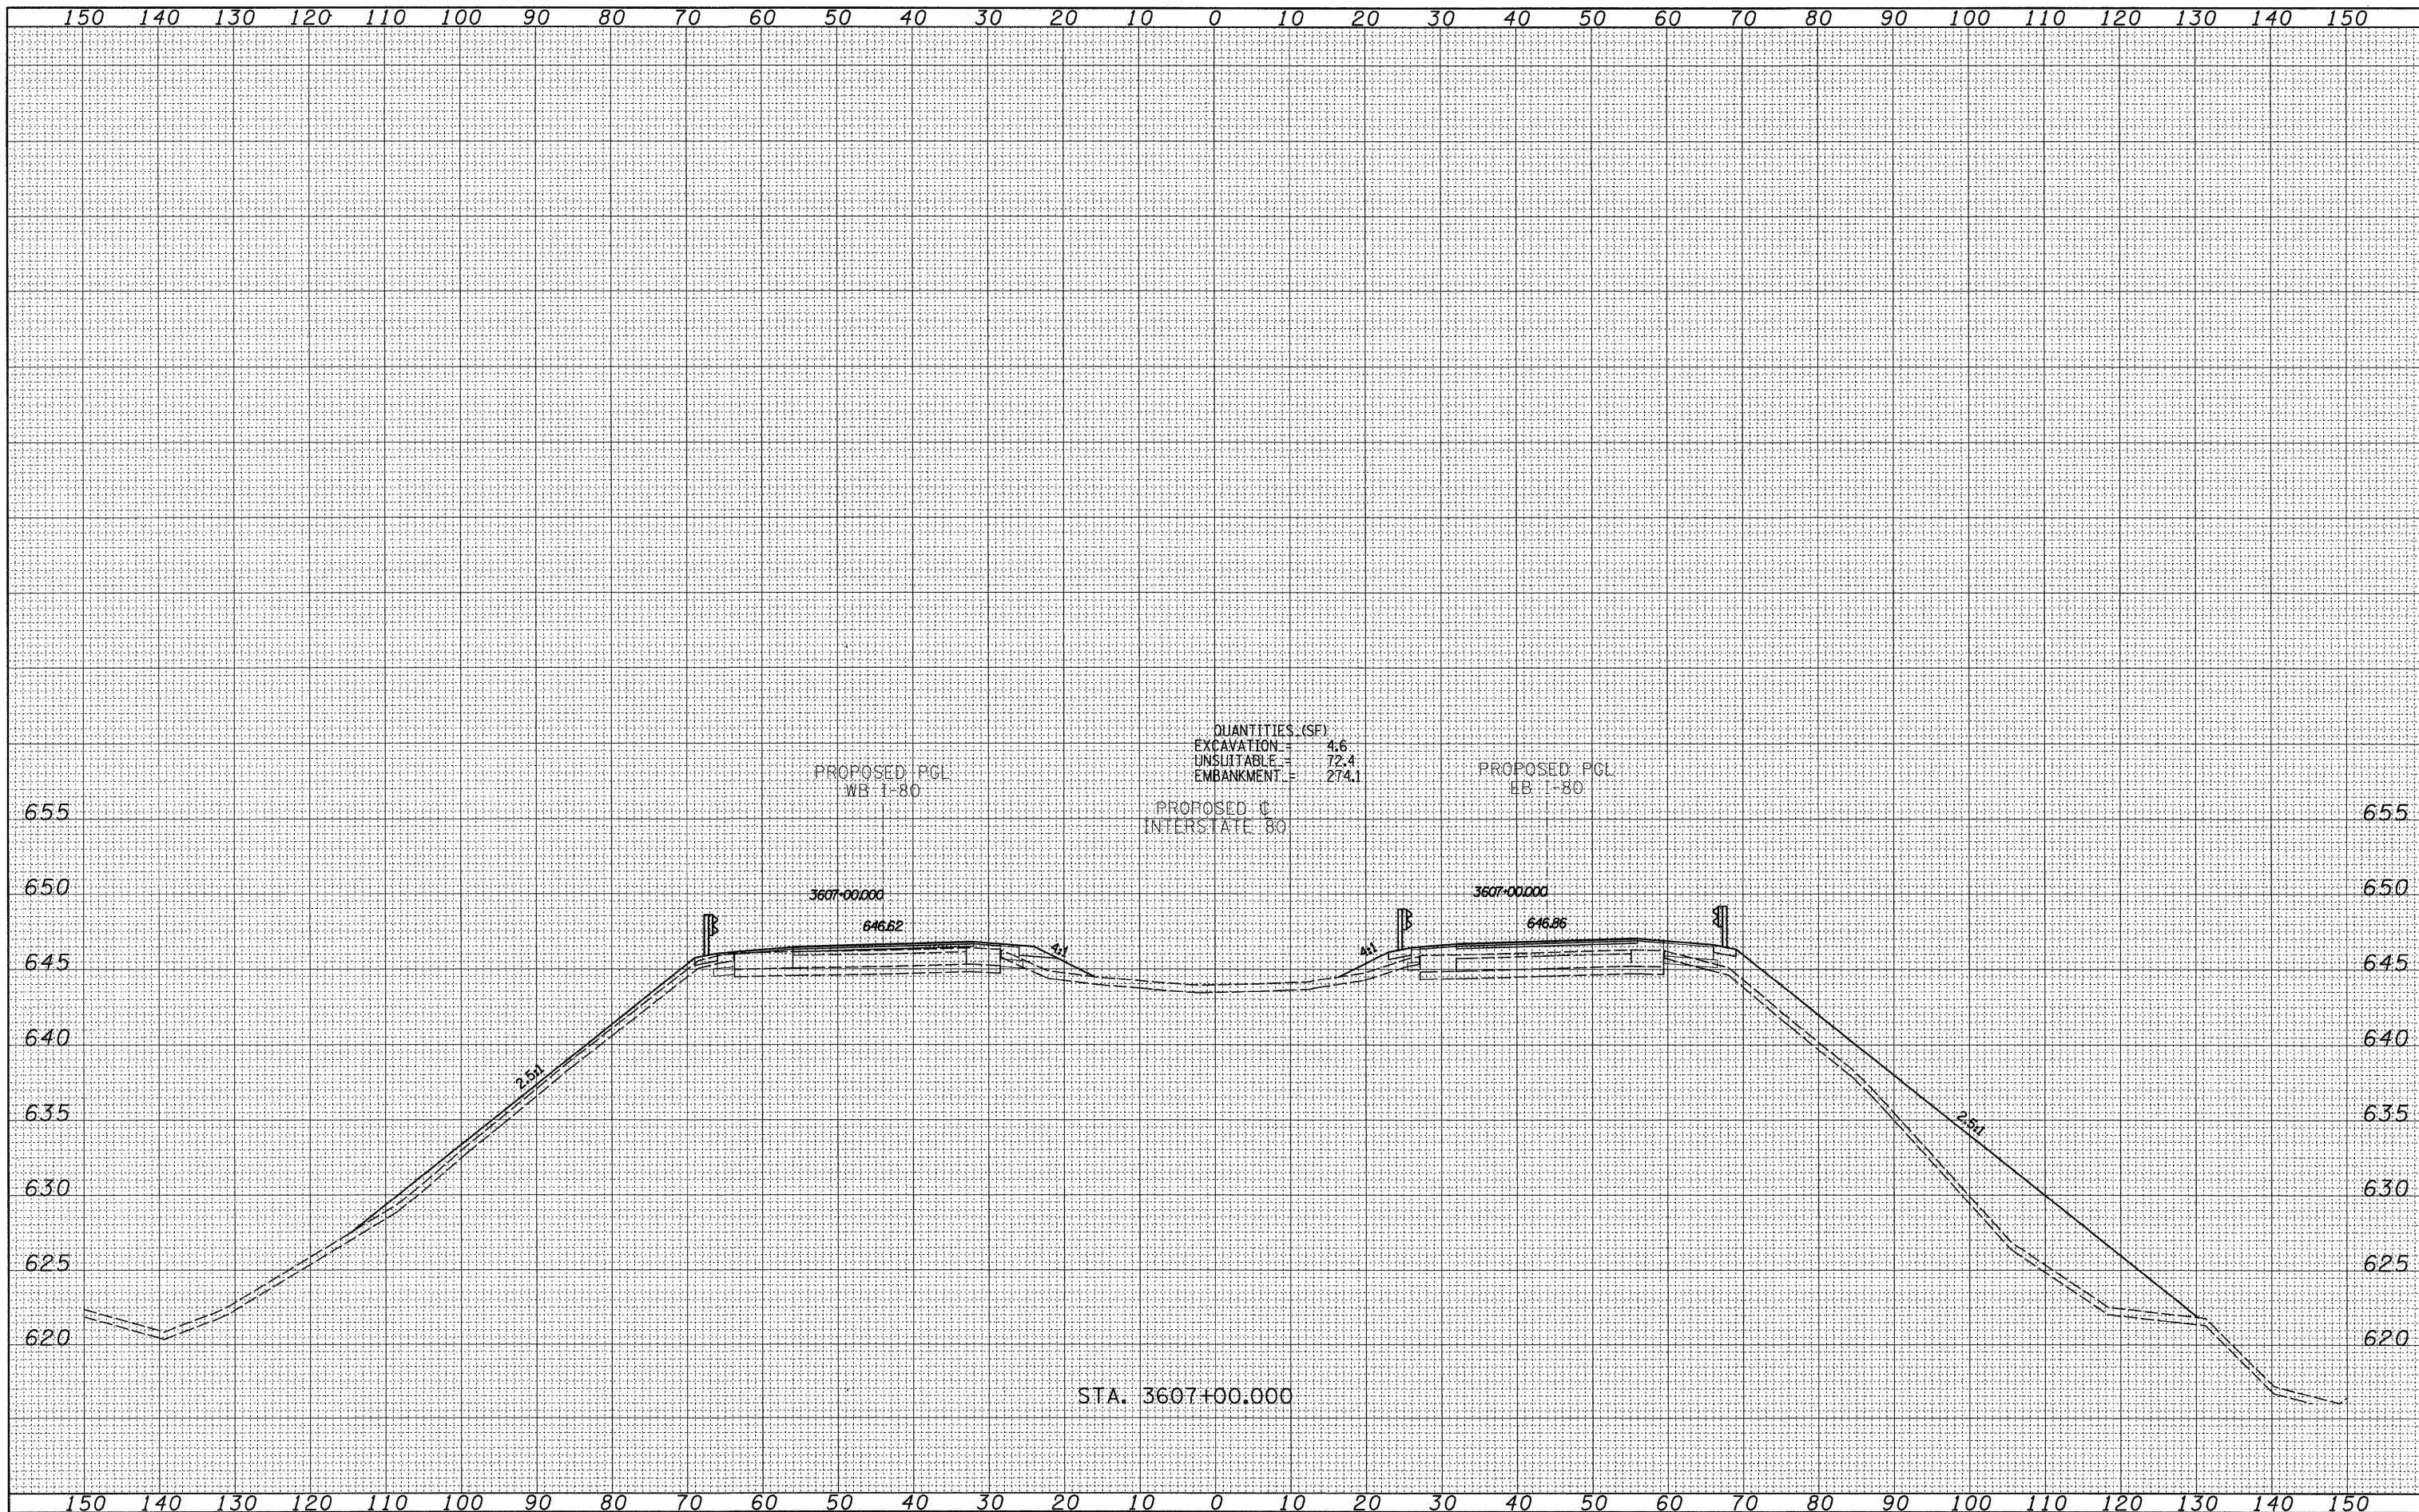 150 140 130 120 110 100 90 80 70 60 50 40 30 20 10 0 10 20 30 40 50 60 70 80 90 100 110 120 130 140 150
QUANTITIES (SF)
EXCAVATION = 4.6
UNSUITABLE = 72.4
EMBANKMENT = 274.1
PROPOSED PGL
WB I-80
PROPOSED PGL
EB I-80
PROPOSED ℄
INTERSTATE 80
655 655
650 650
3607+00.000
3607+00.000
646.62
646.86
4:1
4:1
645 645
640 640
2.5:1
635 635
2.5:1
630 630
625 625
620 620
STA. 3607+00.000
150 140 130 120 110 100 90 80 70 60 50 40 30 20 10 0 10 20 30 40 50 60 70 80 90 100 110 120 130 140 150